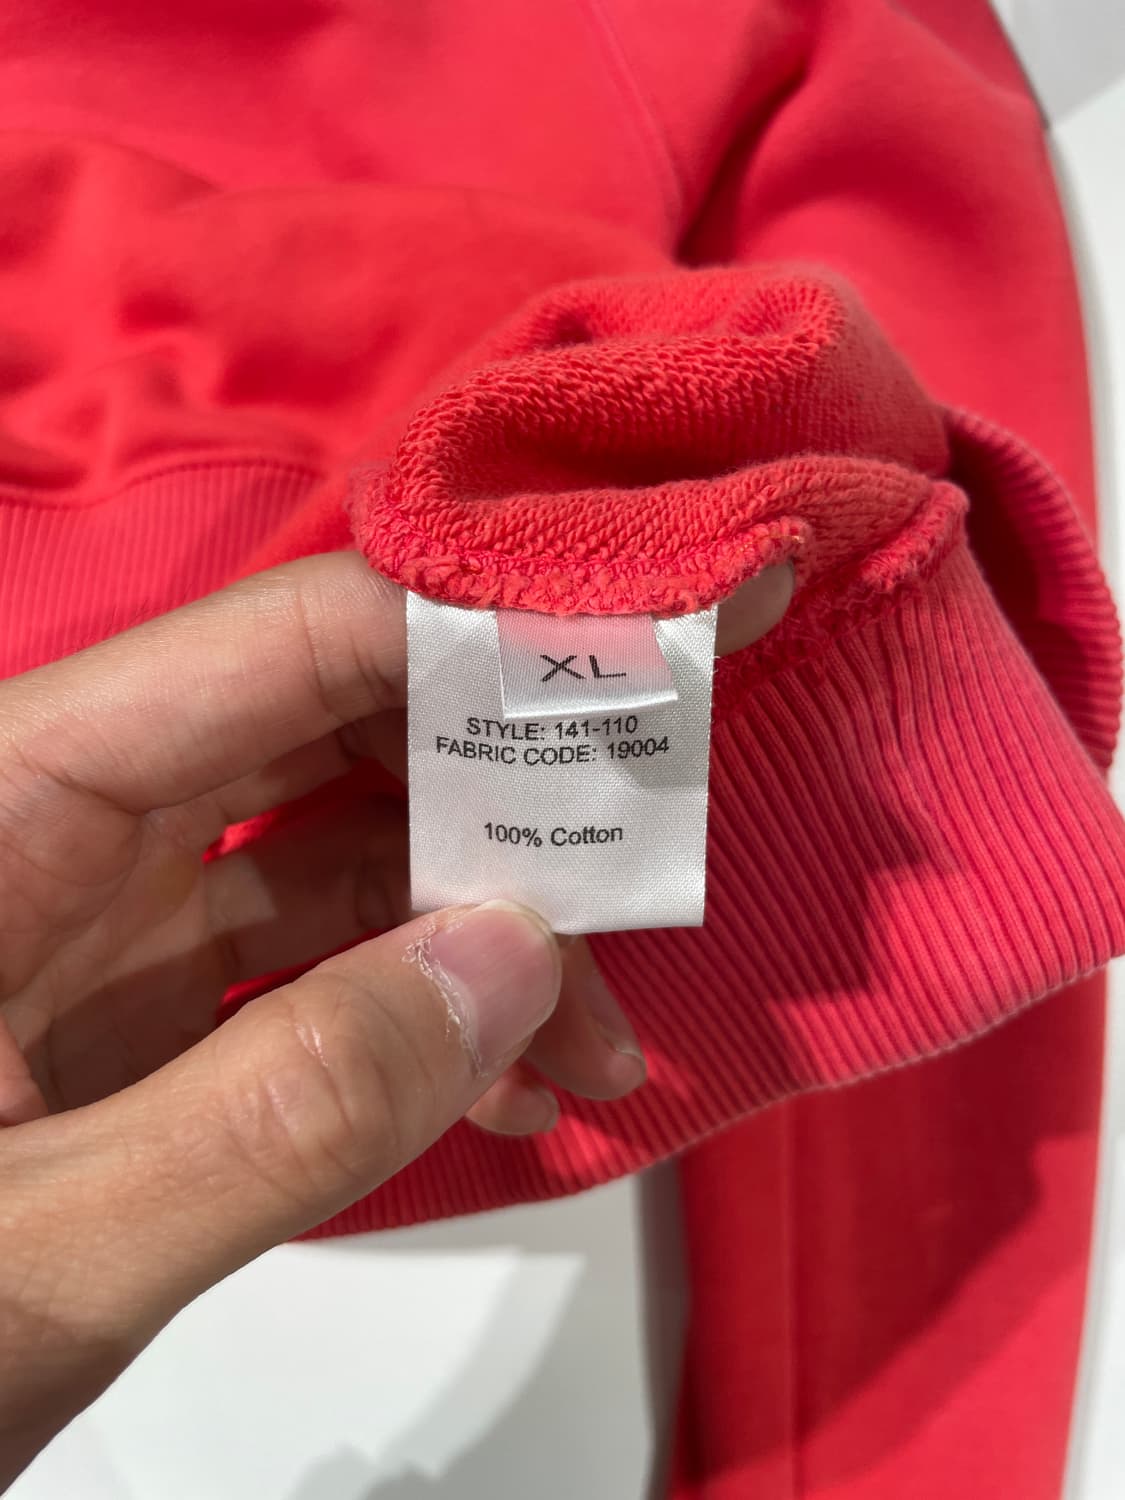 XL
STYLE: 141-110
FABRIC CODE: 19004
100% Cotton